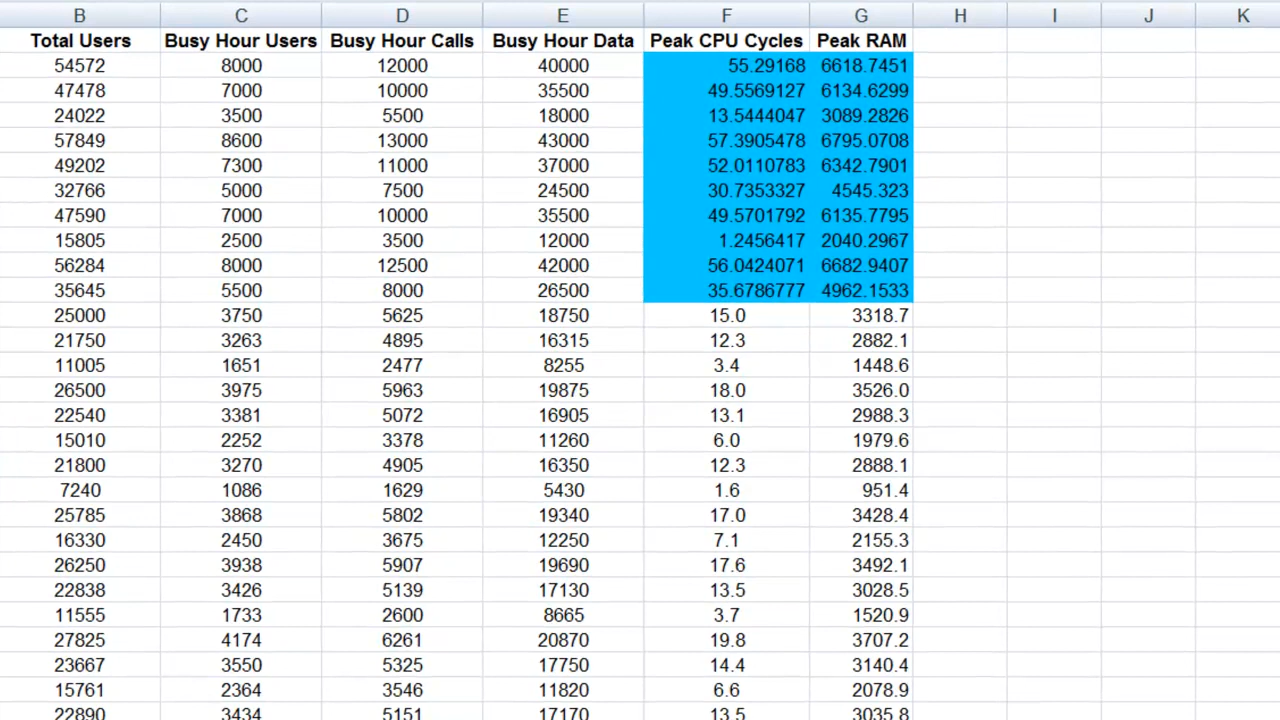 B C D E F G H I J K
Total Users Busy Hour Users Busy Hour Calls Busy Hour Data Peak CPU Cycles Peak RAM
54572 8000 12000 40000 55.29168 6618.7451
47478 7000 10000 35500 49.5569127 6134.6299
24022 3500 5500 18000 13.5444047 3089.2826
57849 8600 13000 43000 57.3905478 6795.0708
49202 7300 11000 37000 52.0110783 6342.7901
32766 5000 7500 24500 30.7353327 4545.323
47590 7000 10000 35500 49.5701792 6135.7795
15805 2500 3500 12000 1.2456417 2040.2967
56284 8000 12500 42000 56.0424071 6682.9407
35645 5500 8000 26500 35.6786777 4962.1533
25000 3750 5625 18750 15.0 3318.7
21750 3263 4895 16315 12.3 2882.1
11005 1651 2477 8255 3.4 1448.6
26500 3975 5963 19875 18.0 3526.0
22540 3381 5072 16905 13.1 2988.3
15010 2252 3378 11260 6.0 1979.6
21800 3270 4905 16350 12.3 2888.1
7240 1086 1629 5430 1.6 951.4
25785 3868 5802 19340 17.0 3428.4
16330 2450 3675 12250 7.1 2155.3
26250 3938 5907 19690 17.6 3492.1
22838 3426 5139 17130 13.5 3028.5
11555 1733 2600 8665 3.7 1520.9
27825 4174 6261 20870 19.8 3707.2
23667 3550 5325 17750 14.4 3140.4
15761 2364 3546 11820 6.6 2078.9
22890 3434 5151 17170 13.5 3035.8